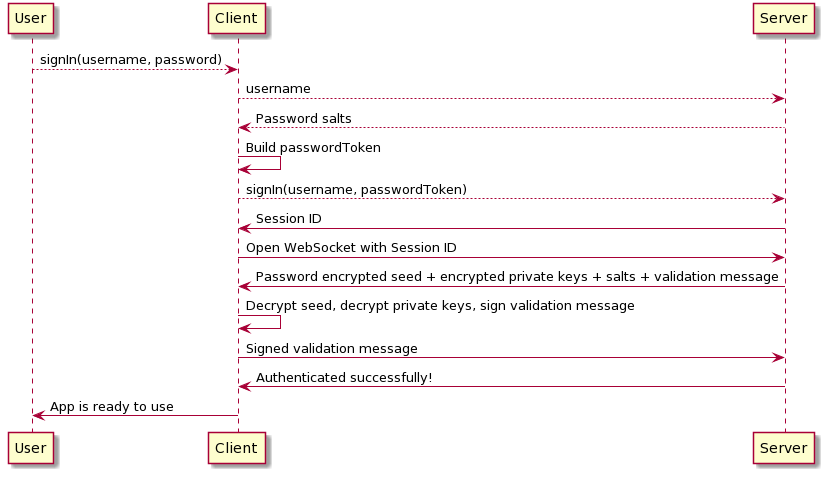 User Client Server
signIn(username, password)
username
Password salts
Build passwordToken
signIn(username, passwordToken)
Session ID
Open WebSocket with Session ID
Password encrypted seed + encrypted private keys + salts + validation message
Decrypt seed, decrypt private keys, sign validation message
Signed validation message
Authenticated successfully!
App is ready to use
User Client Server